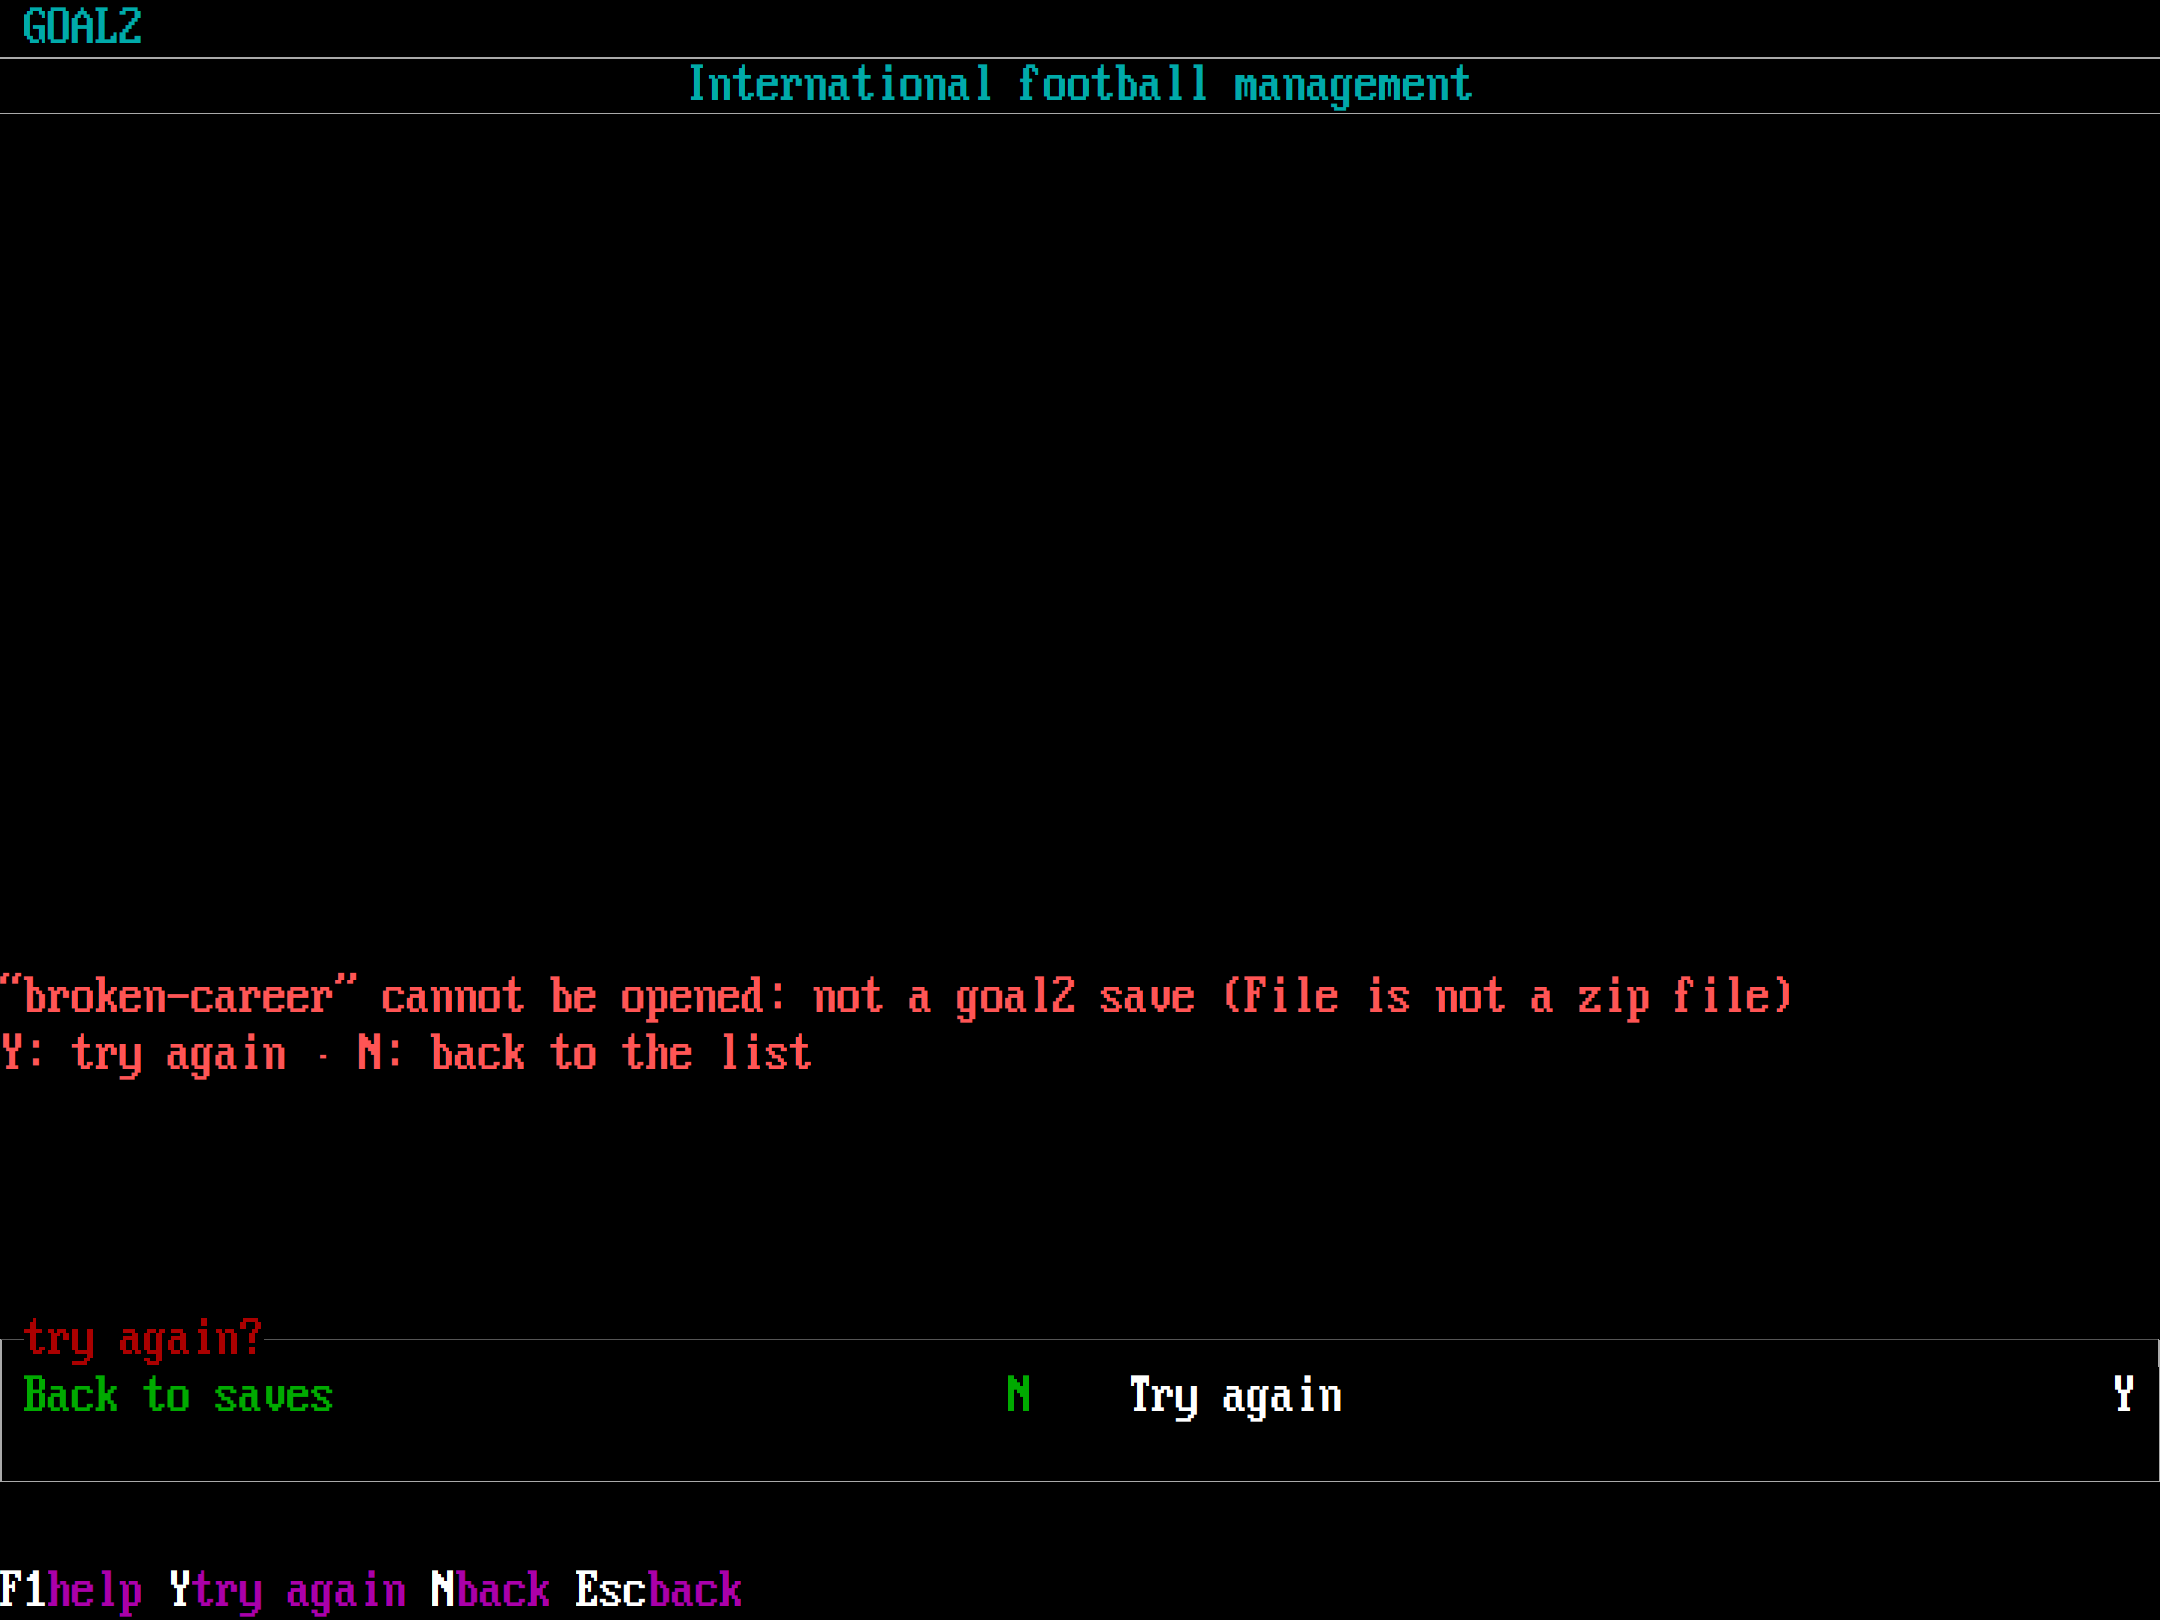 GOAL2
International football management
“broken-career” cannot be opened: not a goal2 save (File is not a zip file)
Y: try again · N: back to the list
try again?
Back to saves N Try again Y
F1help Ytry again Nback Escback